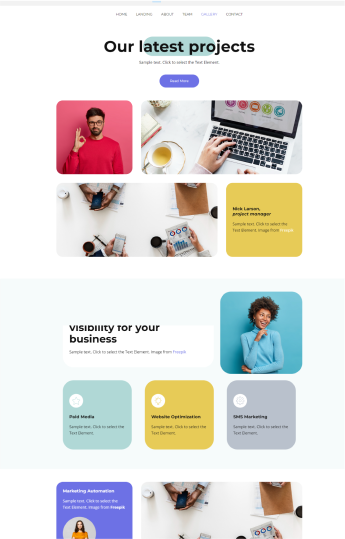 HOME LANDING ABOUT TEAM GALLERY CONTACT
Our latest projects
Sample text. Click to select the Text Element.
Read More
Nick Larson,
project manager
Sample text. Click to select the
Text Element. Image from Freepik
visibility for your
business
Sample text. Click to select the Text Element. Image from Freepik
Paid Media
Sample text. Click to select the
Text Element.
Website Optimization
Sample text. Click to select the
Text Element.
SMS Marketing
Sample text. Click to select the
Text Element.
Marketing Automation
Sample text. Click to select the
Text Element. Image from Freepik